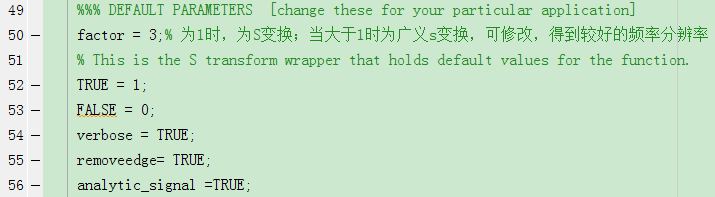 49 %%% DEFAULT PARAMETERS [change these for your particular application]
50 — factor = 3;% 为1时，为S变换；当大于1时为广义s变换，可修改，得到较好的频率分辨率
51 % This is the S transform wrapper that holds default values for the function.
52 — TRUE = 1;
53 — FALSE = 0;
54 — verbose = TRUE;
55 — removeedge= TRUE;
56 — analytic_signal =TRUE;